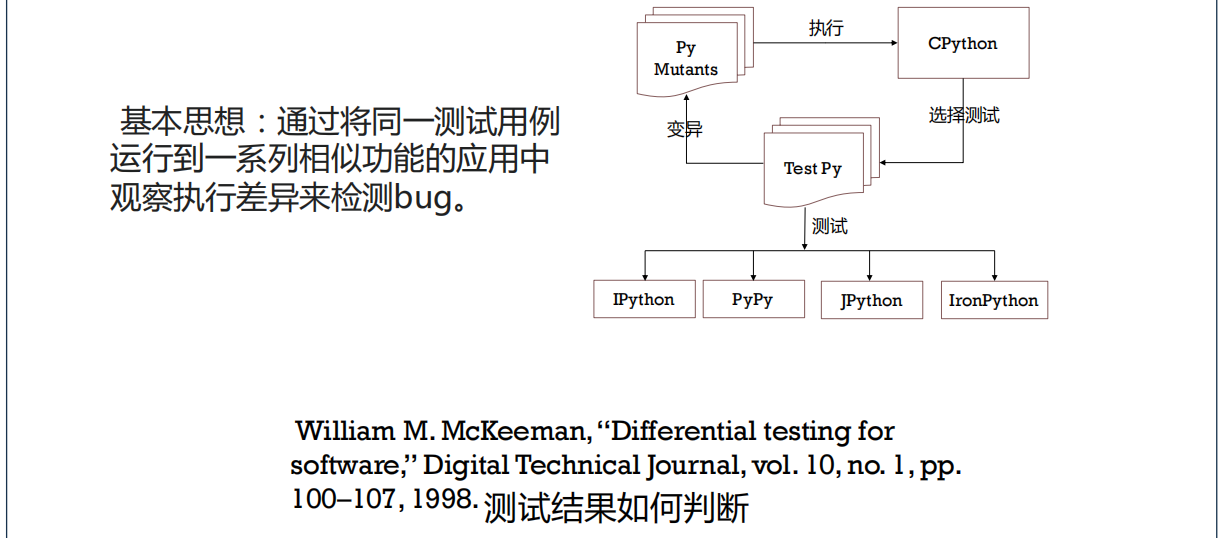 基本思想：通过将同一测试用例
运行到一系列相似功能的应用中
观察执行差异来检测bug。
Py
Mutants
执行
CPython
变异
选择测试
Test Py
测试
IPython
PyPy
JPython
IronPython
William M. McKeeman, “Differential testing for
software,” Digital Technical Journal, vol. 10, no. 1, pp.
100–107, 1998. 测试结果如何判断